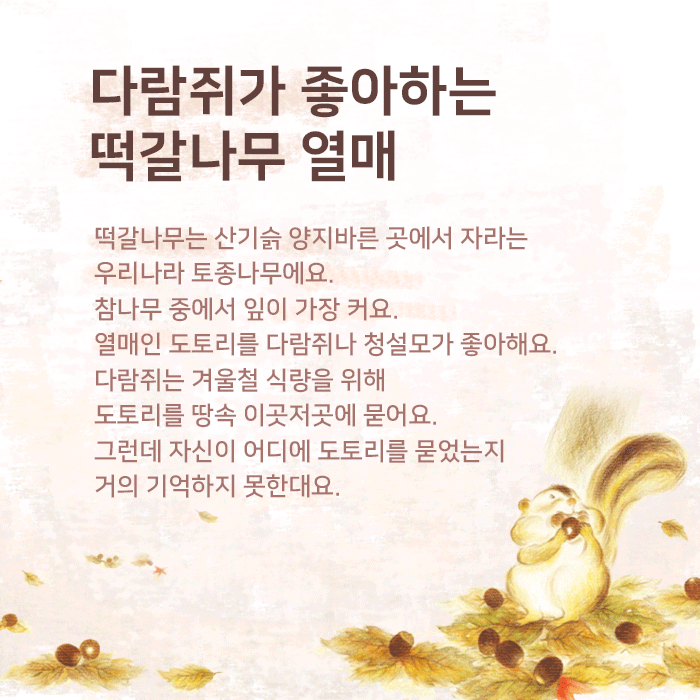 다람쥐가 좋아하는
떡갈나무 열매
떡갈나무는 산기슭 양지바른 곳에서 자라는
우리나라 토종나무에요.
참나무 중에서 잎이 가장 커요.
열매인 도토리를 다람쥐나 청설모가 좋아해요.
다람쥐는 겨울철 식량을 위해
도토리를 땅속 이곳저곳에 묻어요.
그런데 자신이 어디에 도토리를 묻었는지
거의 기억하지 못한대요.